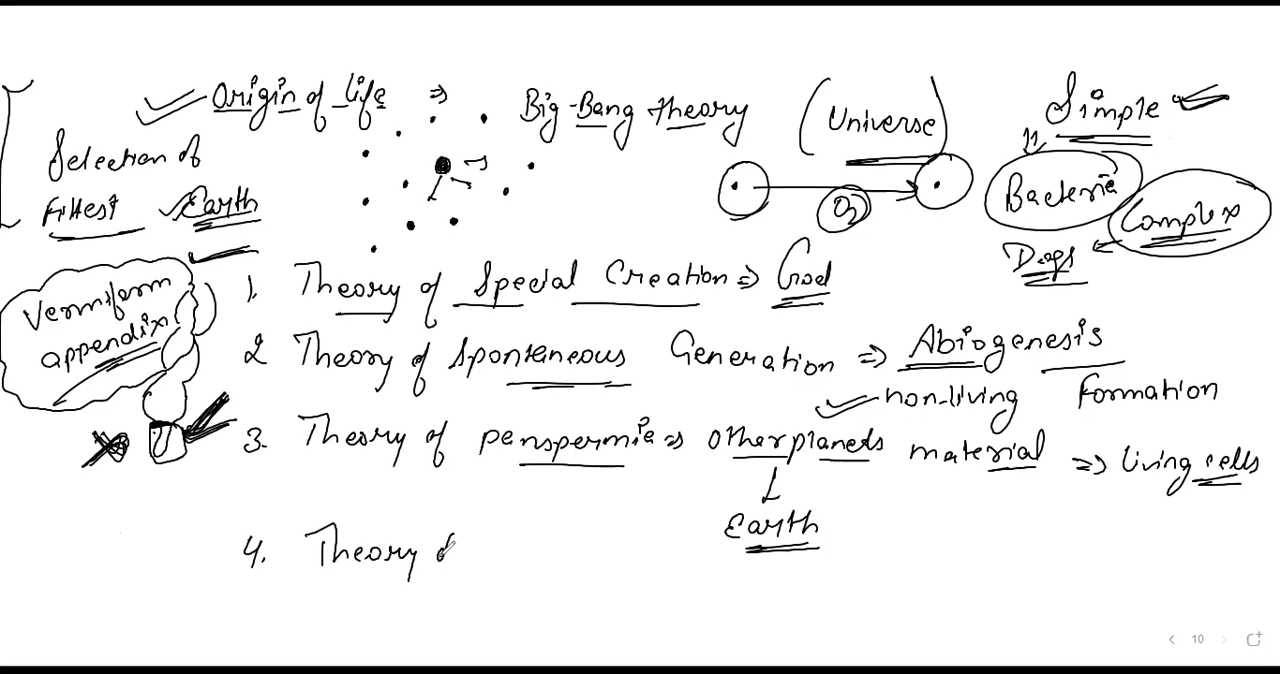 Origin of Life ⇒ Big-Bang theory (Universe)
Simple
Selection of
fittest
Earth
O2
Bacteria
Complex
Dogs
Vermiform
appendix
1. Theory of Special Creation ⇒ God
2 Theory of Spontaneous Generation ⇒ Abiogenesis
non-living Formation
3. Theory of panspermia ⇒ other planets material ⇒ living cells
Earth
4. Theory of
10